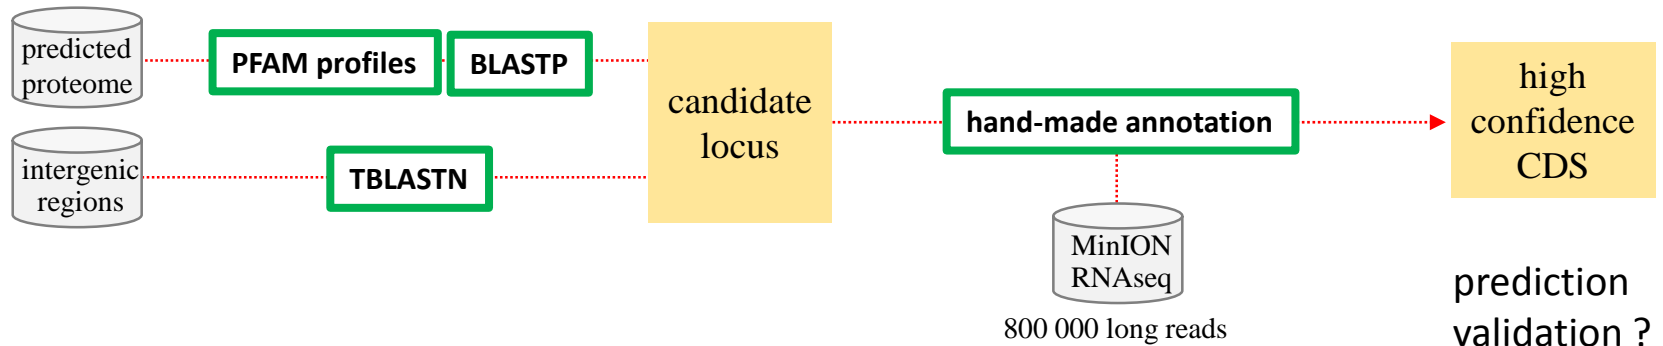 predicted
proteome
PFAM profiles
BLASTP
intergenic
regions
TBLASTN
candidate
locus
hand-made annotation
MinION
RNAseq
800 000 long reads
high
confidence
CDS
prediction
validation ?